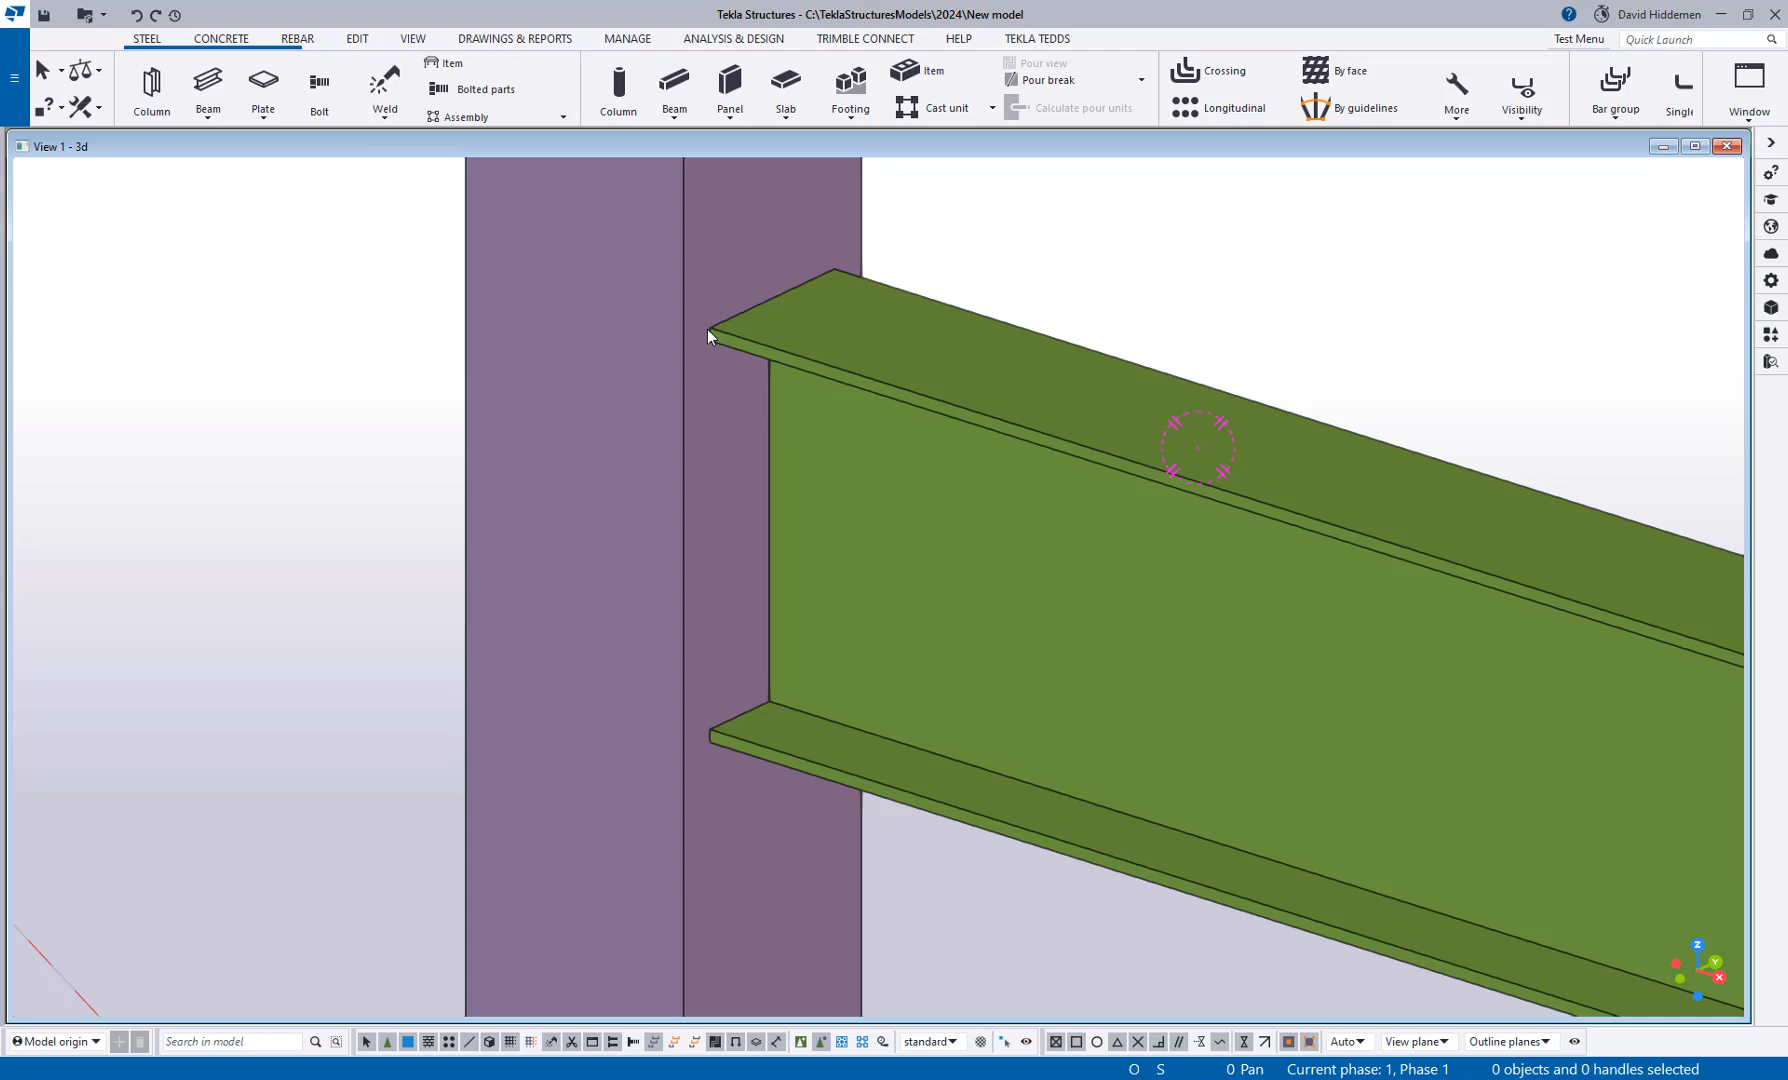 Tekla Structures - C:\TeklaStructuresModels\2024\New model
David Hiddemen
STEEL CONCRETE REBAR EDIT VIEW DRAWINGS & REPORTS MANAGE ANALYSIS & DESIGN TRIMBLE CONNECT HELP TEKLA TEDDS Test Menu Quick Launch
Column Beam Plate Bolt Weld
Item
Bolted parts
Assembly
Column Beam Panel Slab Footing
Item
Cast unit
Pour view
Pour break
Calculate pour units
Crossing
Longitudinal
By face
By guidelines
More Visibility Bar group Single Window
View 1 - 3d
Z
Y
X
Model origin Search in model standard Auto View plane Outline planes
O S 0 Pan Current phase: 1, Phase 1 0 objects and 0 handles selected